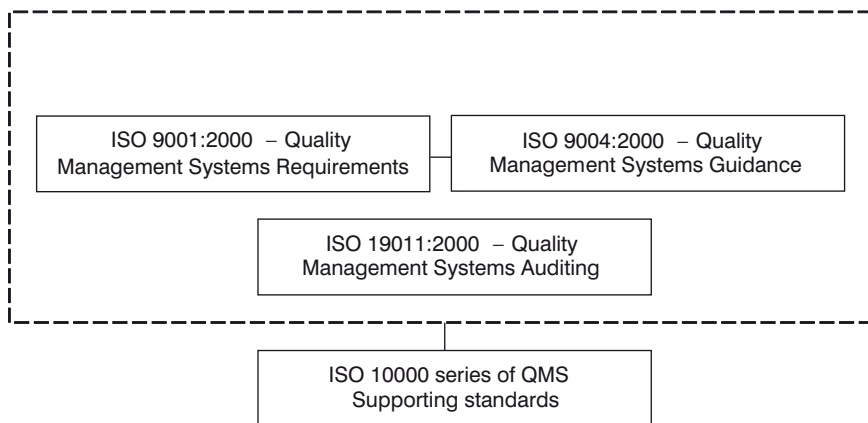 ISO 9001:2000 – Quality
Management Systems Requirements
ISO 9004:2000 – Quality
Management Systems Guidance
ISO 19011:2000 – Quality
Management Systems Auditing
ISO 10000 series of QMS
Supporting standards